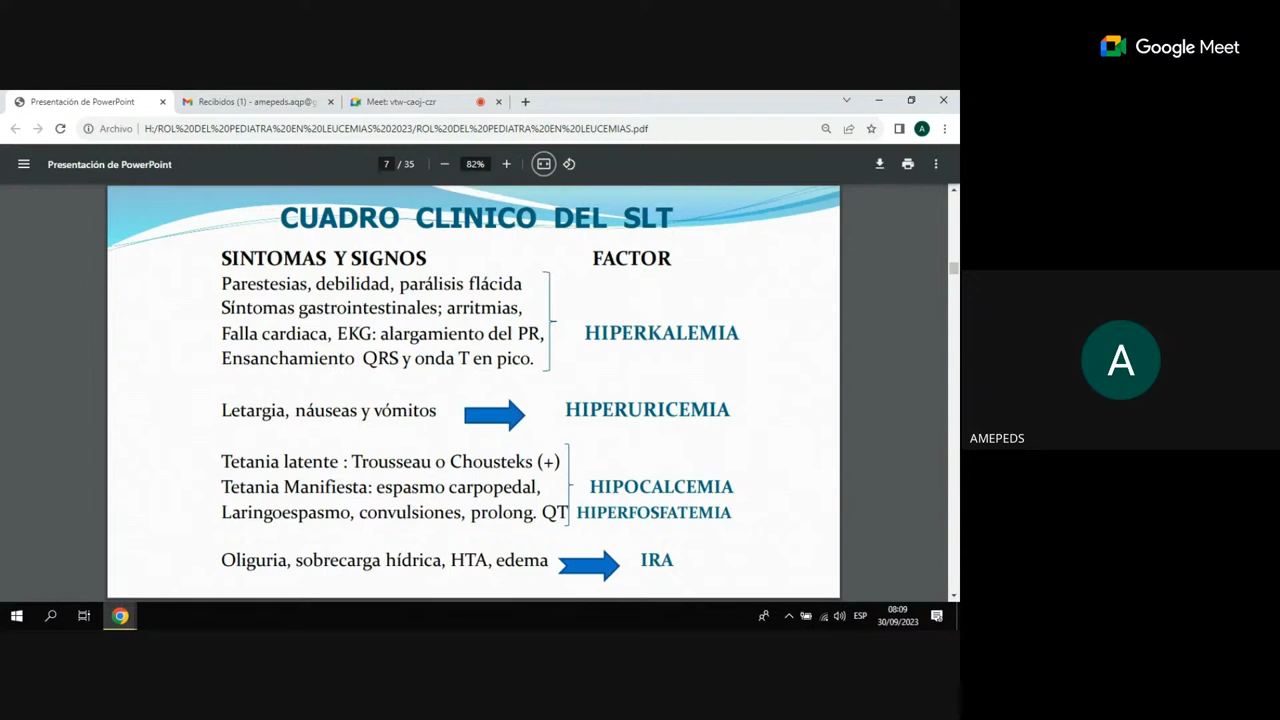 Google Meet
Presentación de PowerPoint
Recibidos (1) - amepeds.aqp@g
Meet: vtw-caoj-czr
Archivo
H:/ROL%20DEL%20PEDIATRA%20EN%20LEUCEMIAS%202023/ROL%20DEL%20PEDIATRA%20EN%20LEUCEMIAS.pdf
A
Presentación de PowerPoint
7 / 35
82%
CUADRO CLINICO DEL SLT
SINTOMAS Y SIGNOS FACTOR
Parestesias, debilidad, parálisis flácida
Síntomas gastrointestinales; arritmias,
Falla cardiaca, EKG: alargamiento del PR, HIPERKALEMIA
Ensanchamiento QRS y onda T en pico.
Letargia, náuseas y vómitos HIPERURICEMIA
Tetania latente : Trousseau o Chousteks (+)
Tetania Manifiesta: espasmo carpopedal, HIPOCALCEMIA
Laringoespasmo, convulsiones, prolong. QT HIPERFOSFATEMIA
Oliguria, sobrecarga hídrica, HTA, edema IRA
A
AMEPEDS
ESP
08:09
30/09/2023